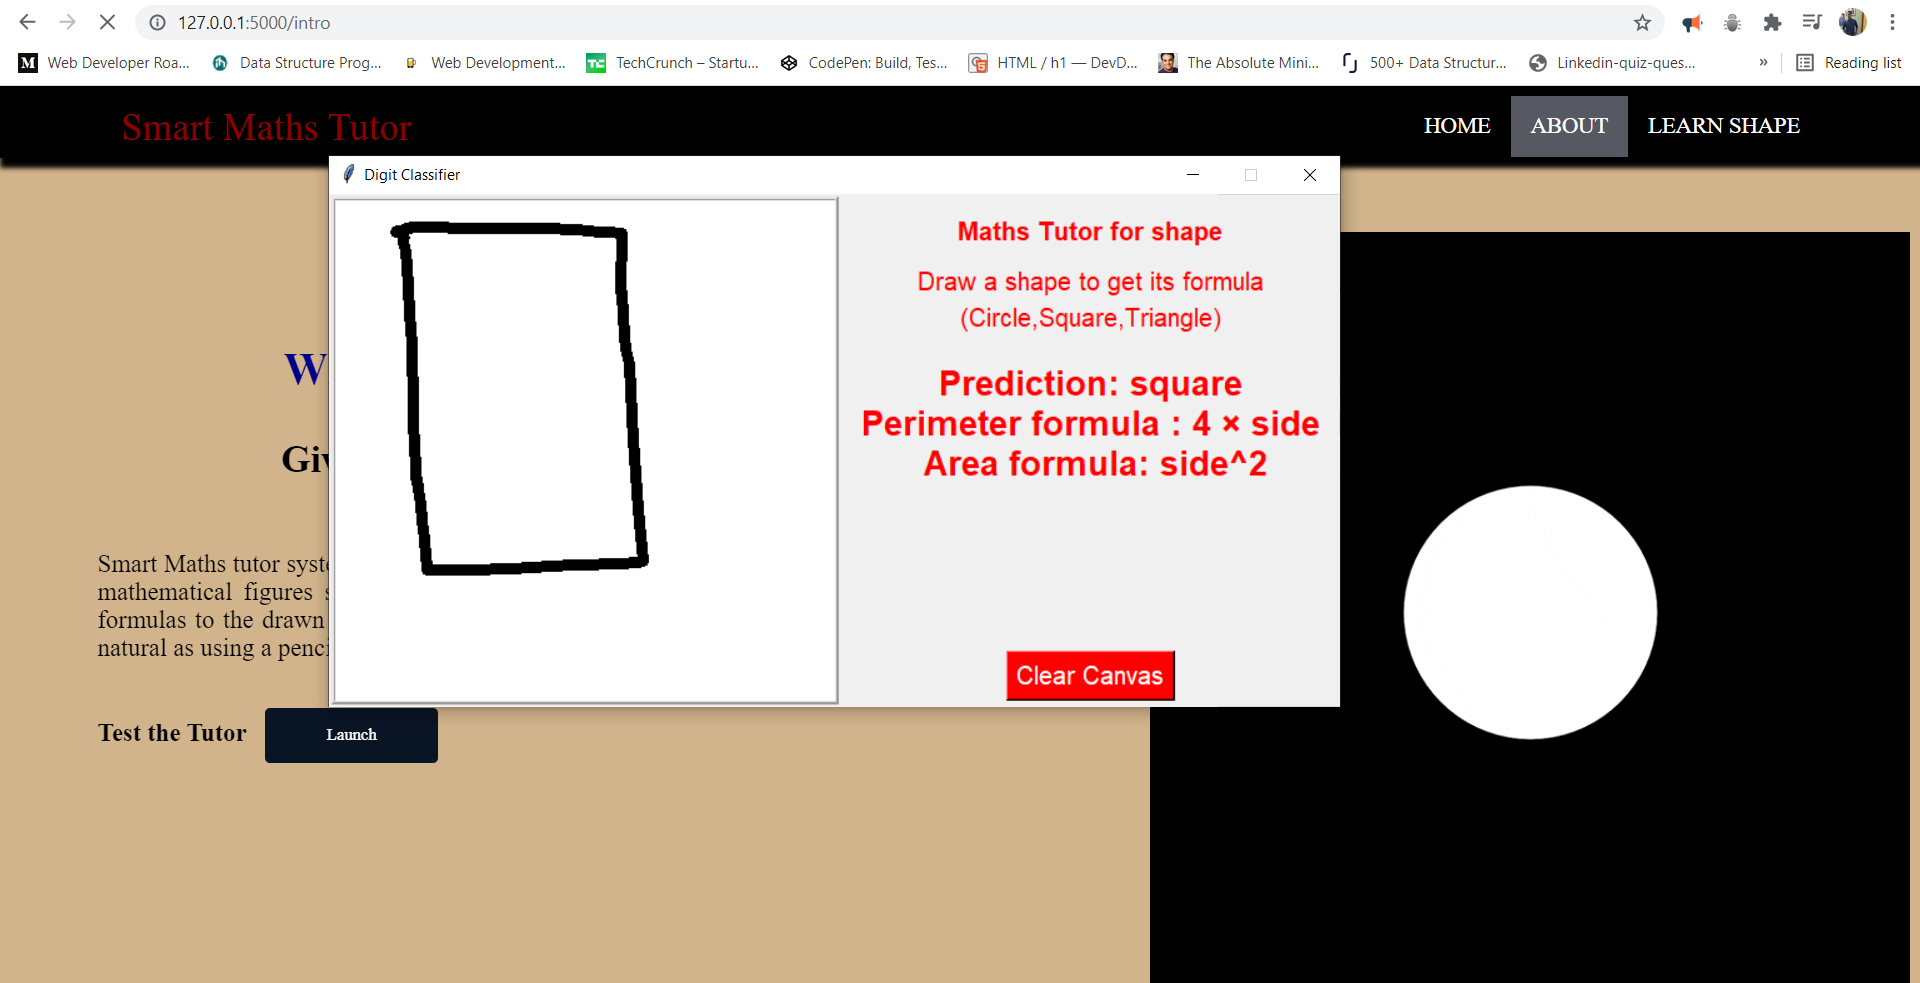 127.0.0.1:5000/intro
Web Developer Roa... Data Structure Prog... Web Development... TechCrunch – Startu... CodePen: Build, Tes... HTML / h1 — DevD... The Absolute Mini... 500+ Data Structur... Linkedin-quiz-ques... » Reading list
Smart Maths Tutor HOME ABOUT LEARN SHAPE
Digit Classifier
Maths Tutor for shape
Draw a shape to get its formula
(Circle,Square,Triangle)
Prediction: square
Perimeter formula : 4 × side
Area formula: side^2
Clear Canvas
Smart Maths tutor
mathematical figures
formulas to the drawn
natural as using a
Test the Tutor Launch